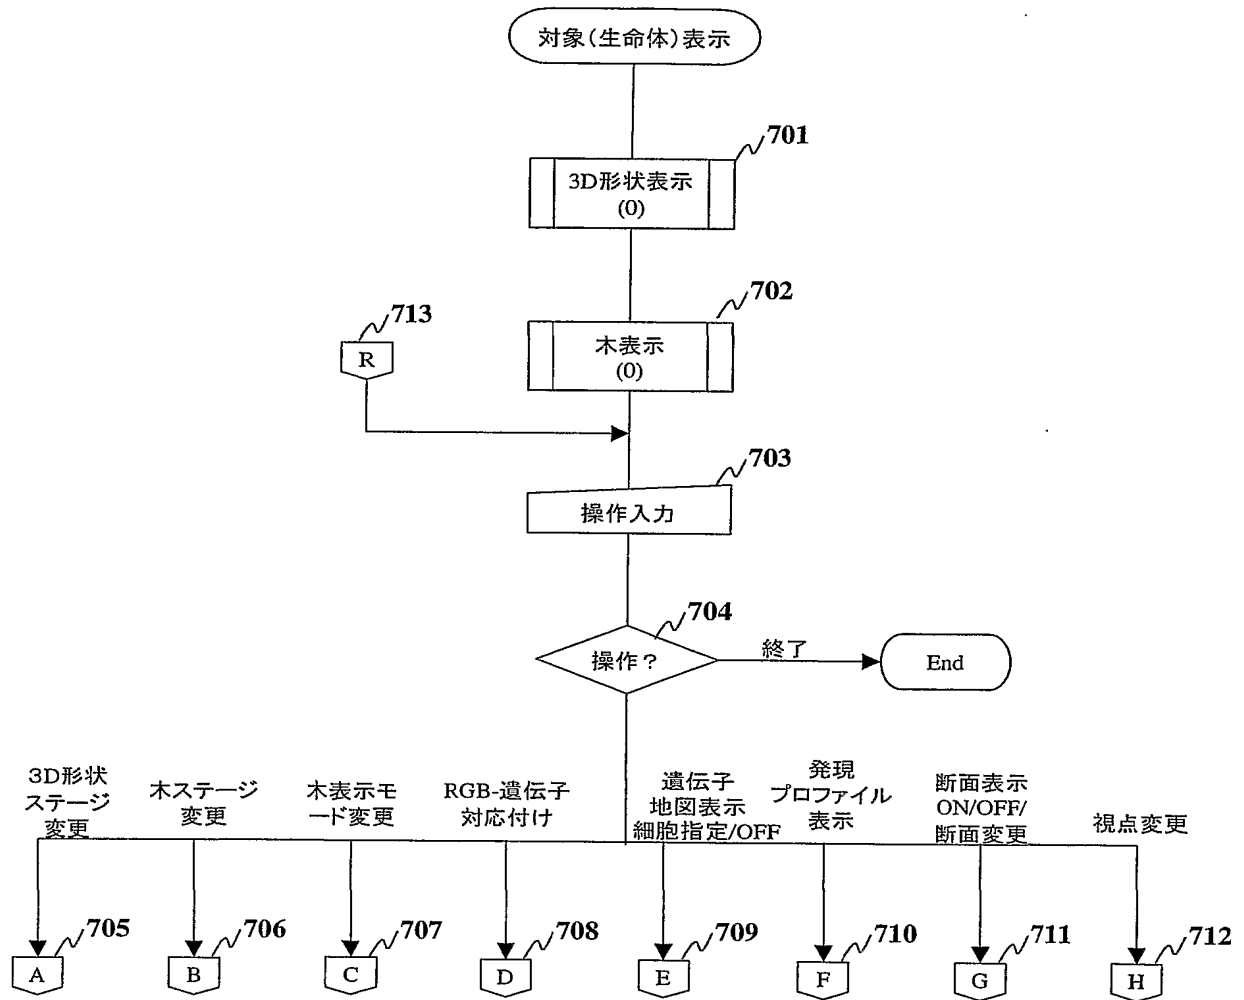 対象(生命体)表示
701
3D形状表示
(0)
702
木表示
(0)
713
R
703
操作入力
704
操作？
終了
End
3D形状
ステージ
変更
木ステージ
変更
木表示モ
ード変更
RGB-遺伝子
対応付け
遺伝子
地図表示
細胞指定/OFF
発現
プロファイル
表示
断面表示
ON/OFF/
断面変更
視点変更
705
A
706
B
707
C
708
D
709
E
710
F
711
G
712
H